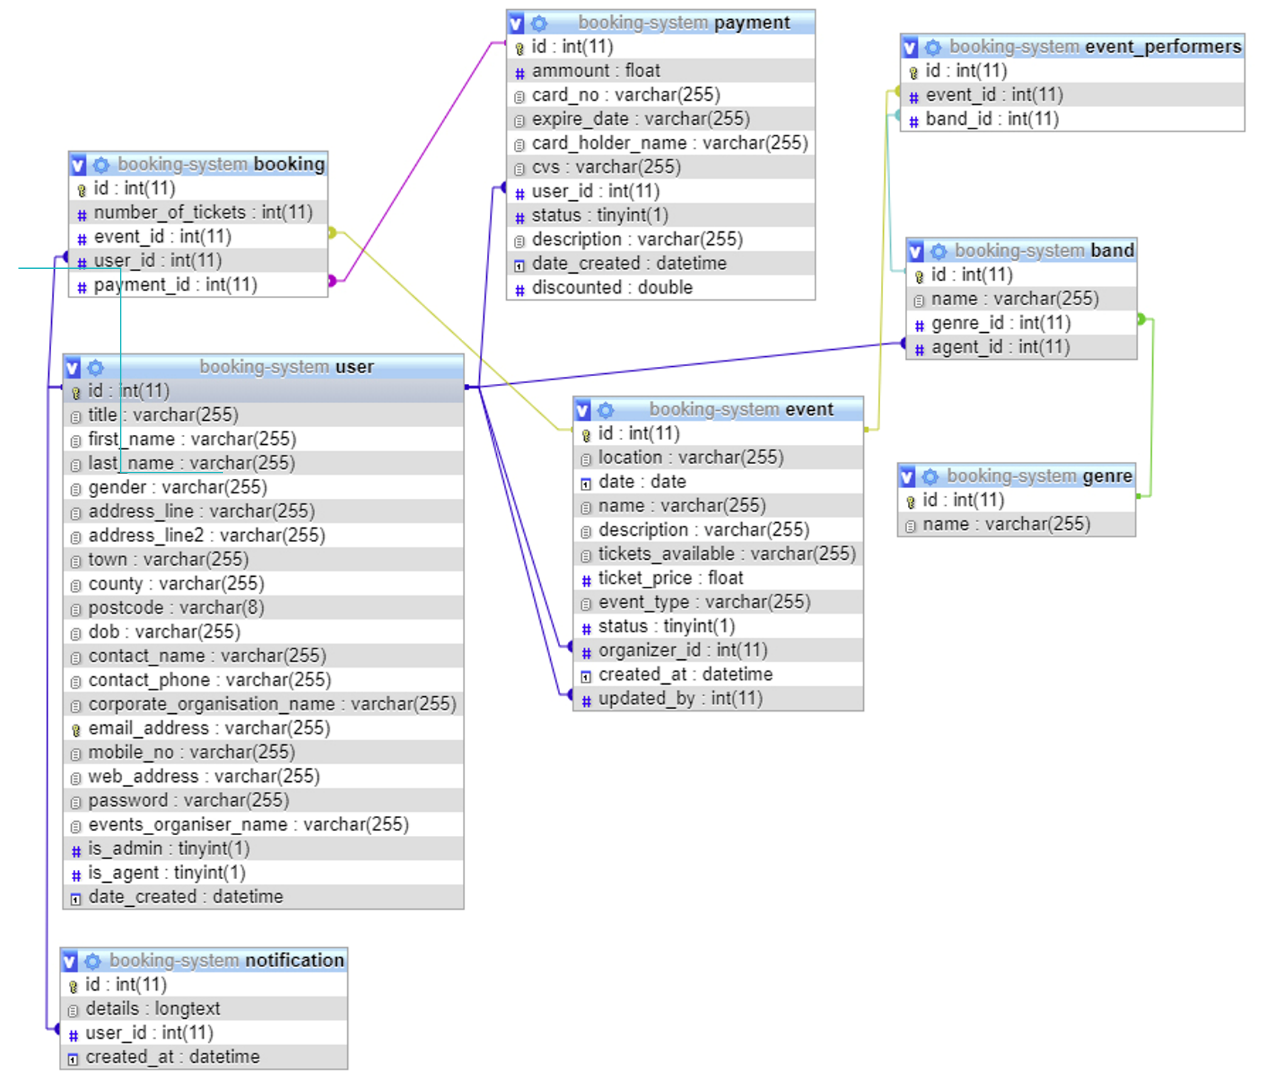 booking-system payment
id : int(11)
ammount : float
card_no : varchar(255)
expire_date : varchar(255)
card_holder_name : varchar(255)
cvs : varchar(255)
user_id : int(11)
status : tinyint(1)
description : varchar(255)
date_created : datetime
discounted : double
booking-system event_performers
id : int(11)
event_id : int(11)
band_id : int(11)
booking-system booking
id : int(11)
number_of_tickets : int(11)
event_id : int(11)
user_id : int(11)
payment_id : int(11)
booking-system band
id : int(11)
name : varchar(255)
genre_id : int(11)
agent_id : int(11)
booking-system user
id : int(11)
title : varchar(255)
first_name : varchar(255)
last_name : varchar(255)
gender : varchar(255)
address_line : varchar(255)
address_line2 : varchar(255)
town : varchar(255)
county : varchar(255)
postcode : varchar(8)
dob : varchar(255)
contact_name : varchar(255)
contact_phone : varchar(255)
corporate_organisation_name : varchar(255)
email_address : varchar(255)
mobile_no : varchar(255)
web_address : varchar(255)
password : varchar(255)
events_organiser_name : varchar(255)
is_admin : tinyint(1)
is_agent : tinyint(1)
date_created : datetime
booking-system event
id : int(11)
location : varchar(255)
date : date
name : varchar(255)
description : varchar(255)
tickets_available : varchar(255)
ticket_price : float
event_type : varchar(255)
status : tinyint(1)
organizer_id : int(11)
created_at : datetime
updated_by : int(11)
booking-system genre
id : int(11)
name : varchar(255)
booking-system notification
id : int(11)
details : longtext
user_id : int(11)
created_at : datetime